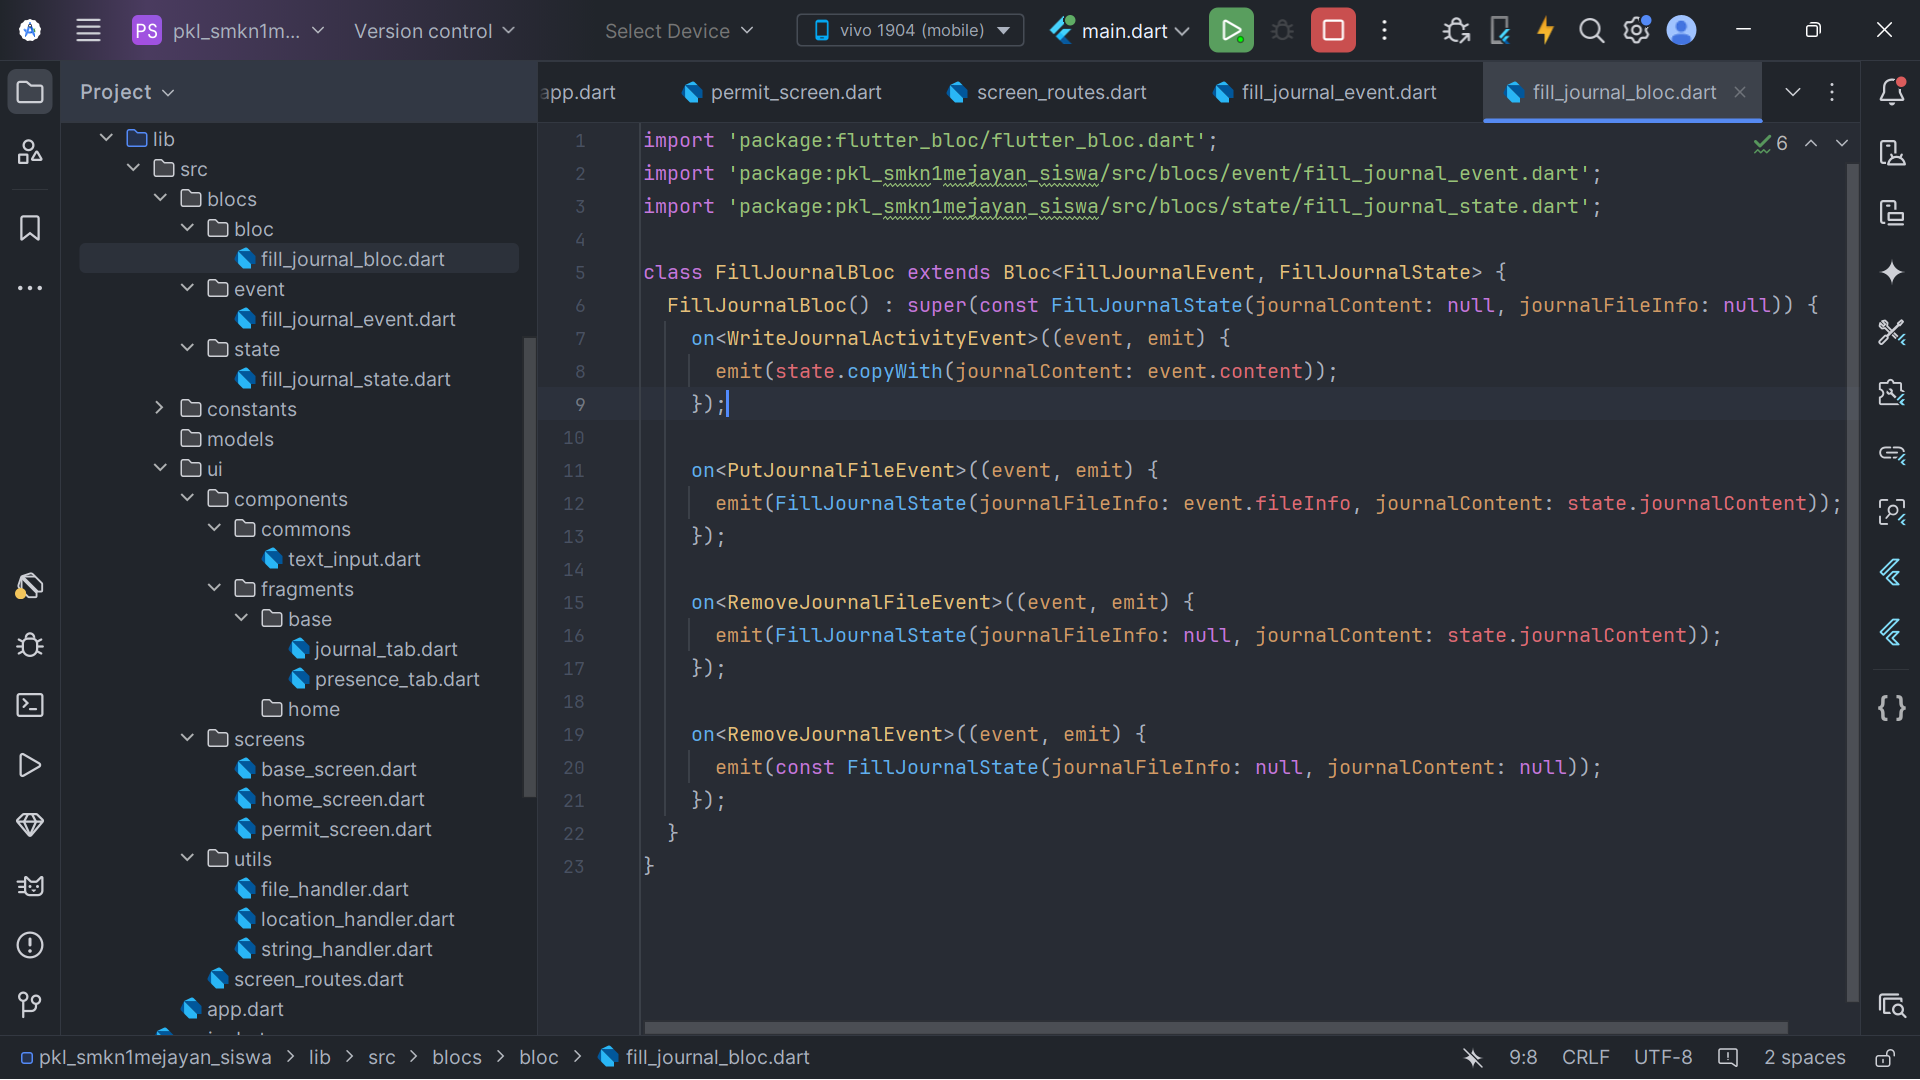 PS pkl_smkn1m... Version control Select Device vivo 1904 (mobile) main.dart
Project
app.dart permit_screen.dart screen_routes.dart fill_journal_event.dart fill_journal_bloc.dart
lib
src
blocs
bloc
fill_journal_bloc.dart
event
fill_journal_event.dart
state
fill_journal_state.dart
constants
models
ui
components
commons
text_input.dart
fragments
base
journal_tab.dart
presence_tab.dart
home
screens
base_screen.dart
home_screen.dart
permit_screen.dart
utils
file_handler.dart
location_handler.dart
string_handler.dart
screen_routes.dart
app.dart
6
1 import 'package:flutter_bloc/flutter_bloc.dart';
2 import 'package:pkl_smkn1mejayan_siswa/src/blocs/event/fill_journal_event.dart';
3 import 'package:pkl_smkn1mejayan_siswa/src/blocs/state/fill_journal_state.dart';
4
5 class FillJournalBloc extends Bloc<FillJournalEvent, FillJournalState> {
6   FillJournalBloc() : super(const FillJournalState(journalContent: null, journalFileInfo: null)) {
7     on<WriteJournalActivityEvent>((event, emit) {
8       emit(state.copyWith(journalContent: event.content));
9     });
10
11     on<PutJournalFileEvent>((event, emit) {
12       emit(FillJournalState(journalFileInfo: event.fileInfo, journalContent: state.journalContent));
13     });
14
15     on<RemoveJournalFileEvent>((event, emit) {
16       emit(FillJournalState(journalFileInfo: null, journalContent: state.journalContent));
17     });
18
19     on<RemoveJournalEvent>((event, emit) {
20       emit(const FillJournalState(journalFileInfo: null, journalContent: null));
21     });
22   }
23 }
pkl_smkn1mejayan_siswa > lib > src > blocs > bloc > fill_journal_bloc.dart 9:8 CRLF UTF-8 2 spaces